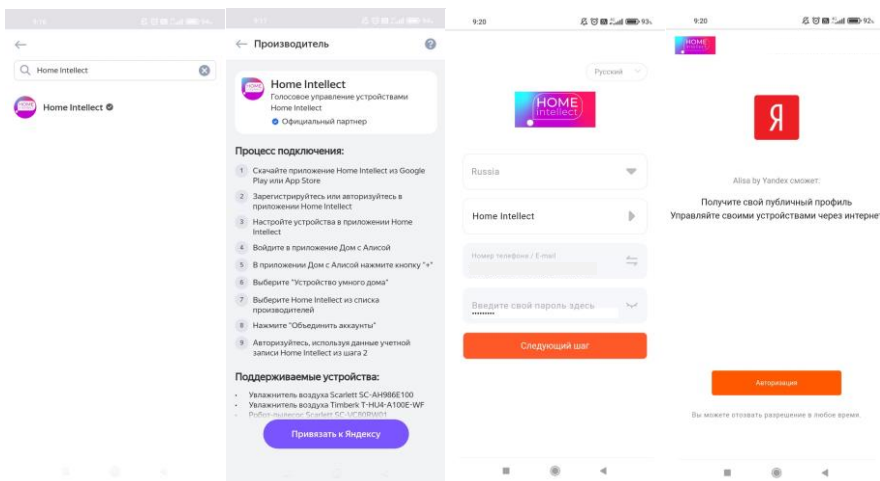 Home Intellect
Home Intellect
Производитель
Home Intellect
Голосовое управление устройствами
Home Intellect
Официальный партнер
Процесс подключения:
1 Скачайте приложение Home Intellect из Google
Play или App Store
2 Зарегистрируйтесь или авторизуйтесь в
приложении Home Intellect
3 Настройте устройства в приложении Home
Intellect
4 Войдите в приложение Дом с Алисой
5 В приложении Дом с Алисой нажмите кнопку "+"
6 Выберите "Устройство умного дома"
7 Выберите Home Intellect из списка
производителей
8 Нажмите "Объединить аккаунты"
9 Авторизуйтесь, используя данные учетной
записи Home Intellect из шага 2
Поддерживаемые устройства:
- Увлажнитель воздуха Scarlett SC-AH986E100
- Увлажнитель воздуха Timberk T-HU4-A100E-WF
- Робот-пылесос Scarlett SC-VC80RW01
Привязать к Яндексу
9:20
93%
Русский
HOME
intellect
Russia
Home Intellect
Номер телефона / E-mail
Введите свой пароль здесь
Следующий шаг
9:20
92%
HOME
Я
Alisa by Yandex сможет:
Получите свой публичный профиль
Управляйте своими устройствами через интернет
Авторизация
Вы можете отозвать разрешение в любое время.